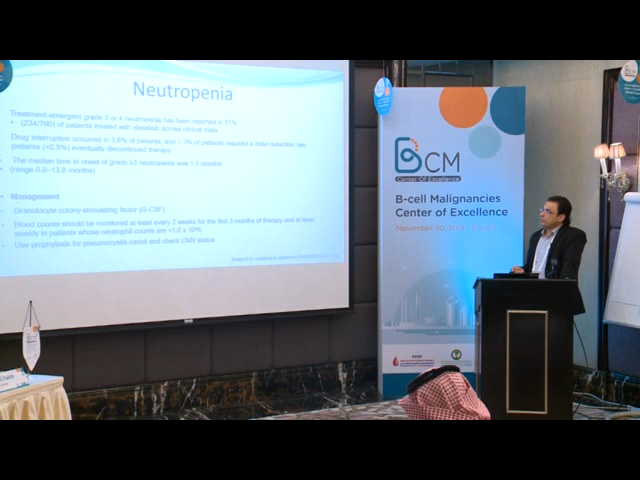 Neutropenia
Treatment-emergent grade 3 or 4 neutropenia has been reported in 31%
• (234/760) of patients treated with idelalisib across clinical trials
Drug interruption occurred in 3.6% of patients, and 1.3% of patients required a dose reduction, two
patients (<0.5%) eventually discontinued therapy
• The median time to onset of grade ≥3 neutropenia was 1.4 months
(range 0.0–13.8 months)
Management
• Granulocyte colony-stimulating factor (G-CSF)
• Blood counts should be monitored at least every 2 weeks for the first 3 months of therapy and at least
weekly in patients whose neutrophil counts are <1.0 x 10⁹/L
• Use prophylaxis for pneumocystis carinii and check CMV status
BCM
Center Of Excellence
B-cell Malignancies
Center of Excellence
November 30,